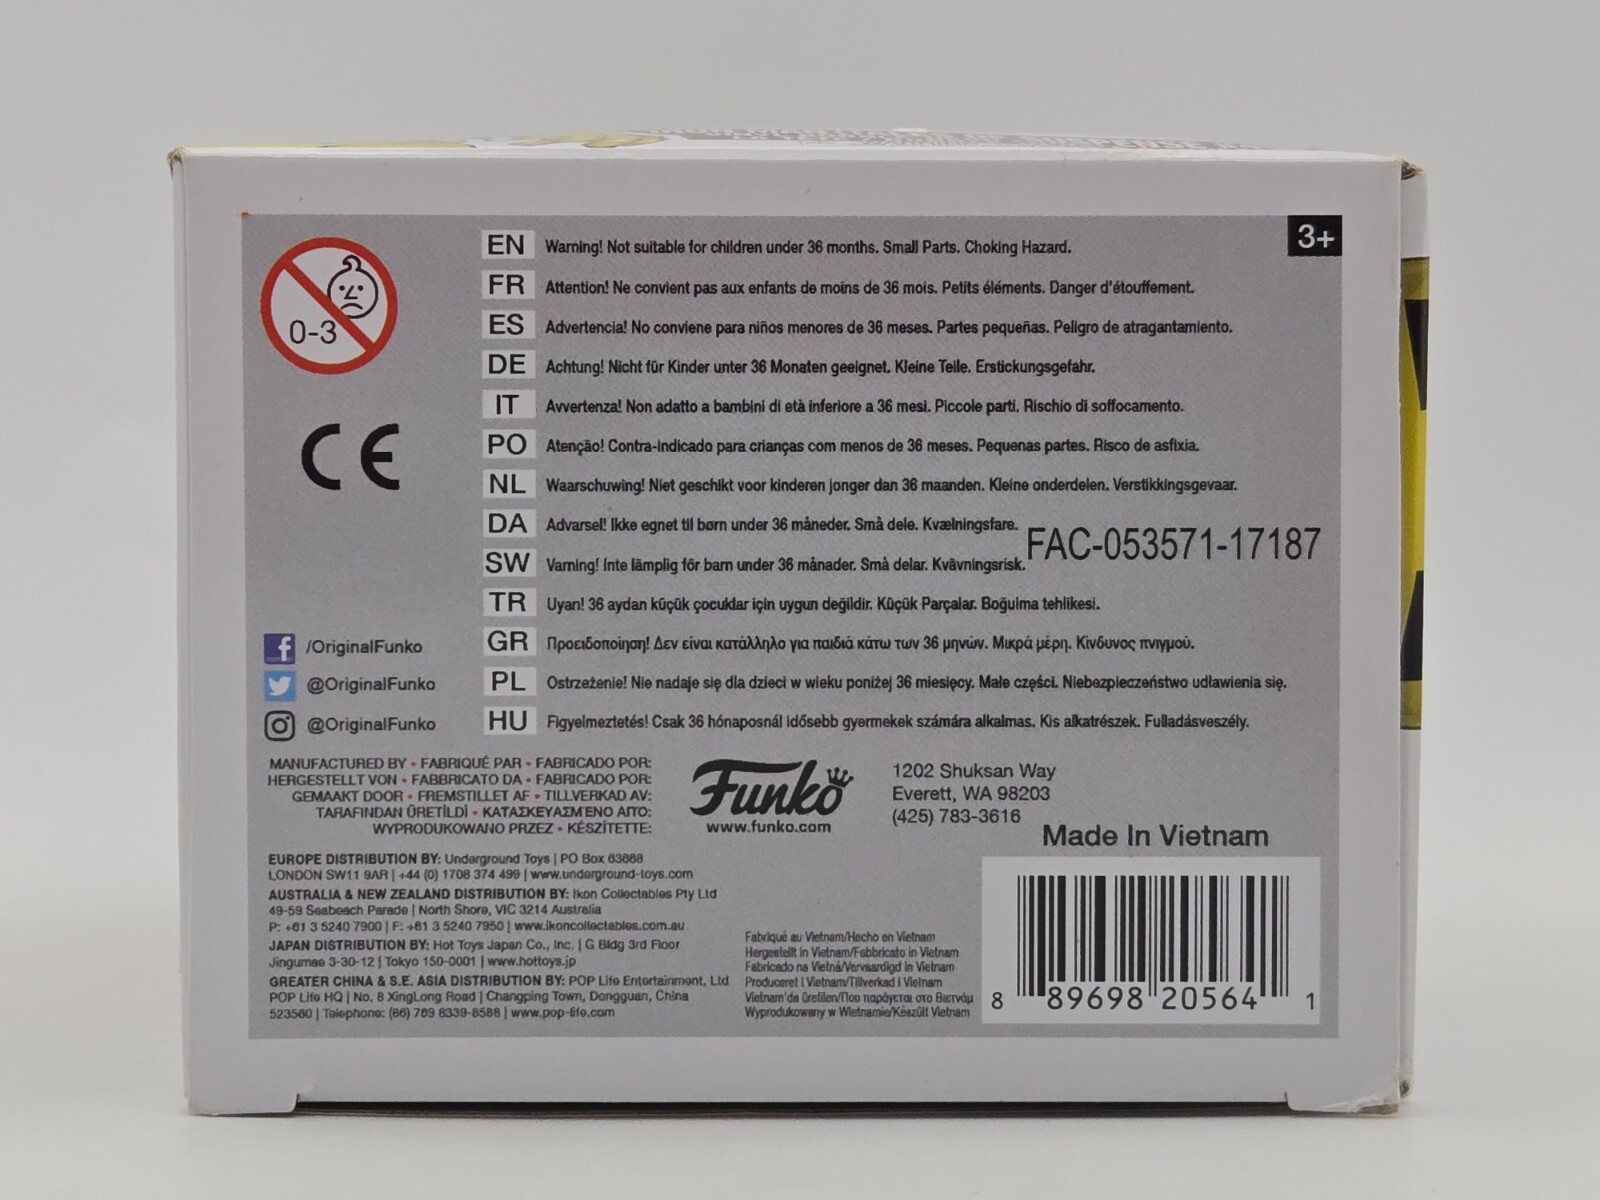 3+
0-3
CE
EN Warning! Not suitable for children under 36 months. Small Parts. Choking Hazard.
FR Attention! Ne convient pas aux enfants de moins de 36 mois. Petits éléments. Danger d'étouffement.
ES Advertencia! No conviene para niños menores de 36 meses. Partes pequeñas. Peligro de atragantamiento.
DE Achtung! Nicht für Kinder unter 36 Monaten geeignet. Kleine Teile. Erstickungsgefahr.
IT Avvertenza! Non adatto a bambini di età inferiore a 36 mesi. Piccole parti. Rischio di soffocamento.
PO Atenção! Contra-indicado para crianças com menos de 36 meses. Pequenas partes. Risco de asfixia.
NL Waarschuwing! Niet geschikt voor kinderen jonger dan 36 maanden. Kleine onderdelen. Verstikkingsgevaar.
DA Advarsel! Ikke egnet til børn under 36 måneder. Små dele. Kvælningsfare.
FAC-053571-17187
SW Varning! Inte lämplig för barn under 36 månader. Små delar. Kvävningsrisk.
TR Uyarı! 36 aydan küçük çocuklar için uygun değildir. Küçük Parçalar. Boğulma tehlikesi.
GR Προειδοποίηση! Δεν είναι κατάλληλο για παιδιά κάτω των 36 μηνών. Μικρά μέρη. Κίνδυνος πνιγμού.
PL Ostrzeżenie! Nie nadaje się dla dzieci w wieku poniżej 36 miesięcy. Małe części. Niebezpieczeństwo udławienia się.
HU Figyelmeztetés! Csak 36 hónaposnál idősebb gyermekek számára alkalmas. Kis alkatrészek. Fulladásveszély.
/OriginalFunko
@OriginalFunko
@OriginalFunko
MANUFACTURED BY • FABRIQUÉ PAR • FABRICADO POR:
HERGESTELLT VON • FABBRICATO DA • FABRICADO POR:
GEMAAKT DOOR • FREMSTILLET AF • TILLVERKAD AV:
TARAFINDAN ÜRETİLDİ • ΚΑΤΑΣΚΕΥΑΣΜΕΝΟ ΑΠΟ:
WYPRODUKOWANO PRZEZ • KÉSZÍTETTE:
Funko
www.funko.com
1202 Shuksan Way
Everett, WA 98203
(425) 783-3616
Made In Vietnam
EUROPE DISTRIBUTION BY: Underground Toys | PO Box 63668
LONDON SW11 9AR | +44 (0) 1708 374 499 | www.underground-toys.com
AUSTRALIA & NEW ZEALAND DISTRIBUTION BY: Ikon Collectables Pty Ltd
49-59 Seabeach Parade | North Shore, VIC 3214 Australia
P: +61 3 5240 7900 | F: +61 3 5240 7950 | www.ikoncollectables.com.au
JAPAN DISTRIBUTION BY: Hot Toys Japan Co., Inc. | G Bldg 3rd Floor
Jingumae 3-30-12 | Tokyo 150-0001 | www.hottoys.jp
GREATER CHINA & S.E. ASIA DISTRIBUTION BY: POP Life Entertainment, Ltd
POP Life HQ | No. 8 XingLong Road | Changping Town, Dongguan, China
523560 | Telephone: (86) 769 8339-8588 | www.pop-life.com
Fabriqué au Vietnam/Hecho en Vietnam
Hergestellt in Vietnam/Fabbricato in Vietnam
Fabricado na Vietnã/Vervaardigd in Vietnam
Produceret i Vietnam/Tillverkad i Vietnam
Vietnam'da üretilen/Που παράγεται στο Βιετνάμ
Wyprodukowany w Wietnamie/Készült Vietnam
8 89698 20564 1